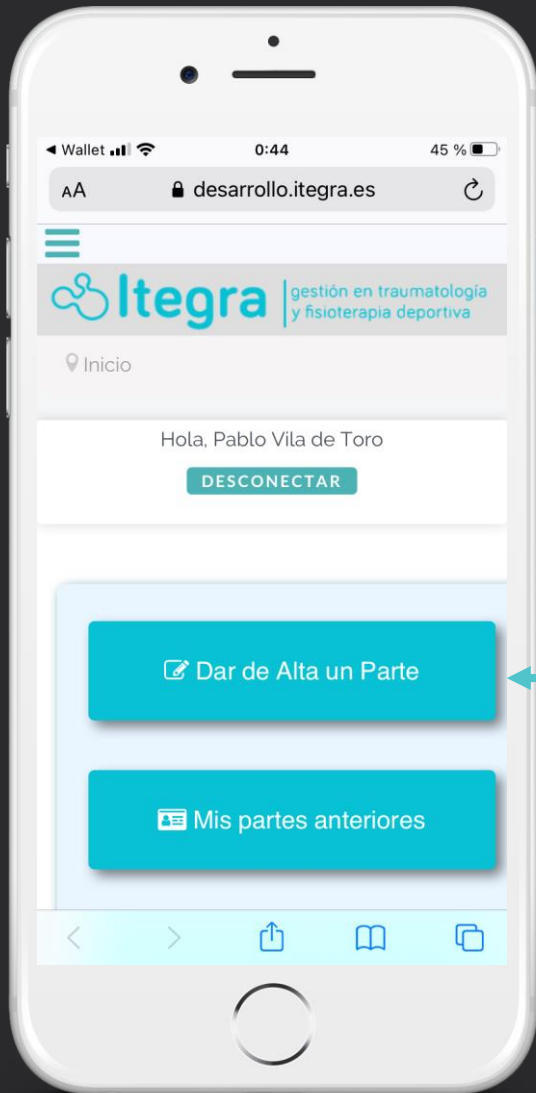 ◀ Wallet 0:44 45 %
AA desarrollo.itegra.es
Itegra gestión en traumatología
y fisioterapia deportiva
Inicio
Hola, Pablo Vila de Toro
DESCONECTAR
Dar de Alta un Parte
Mis partes anteriores